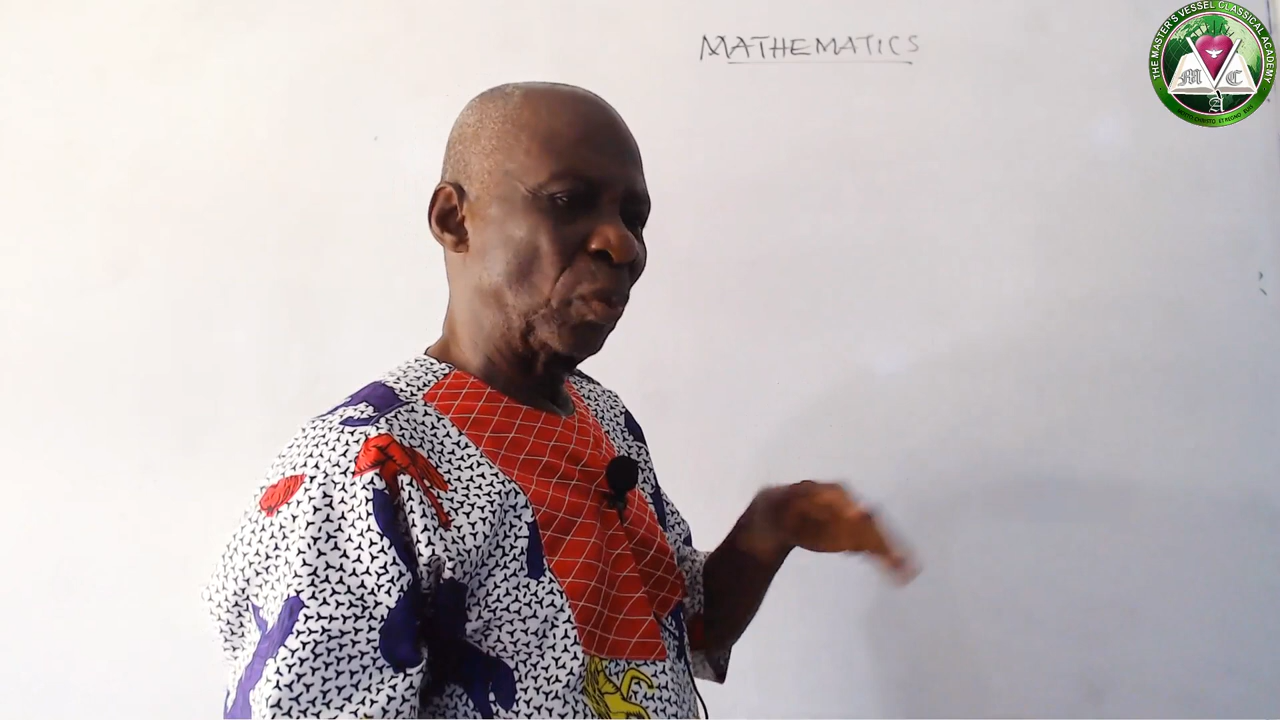 MATHEMATICS
THE MASTER'S VESSEL CLASSICAL ACADEMY
M C
A